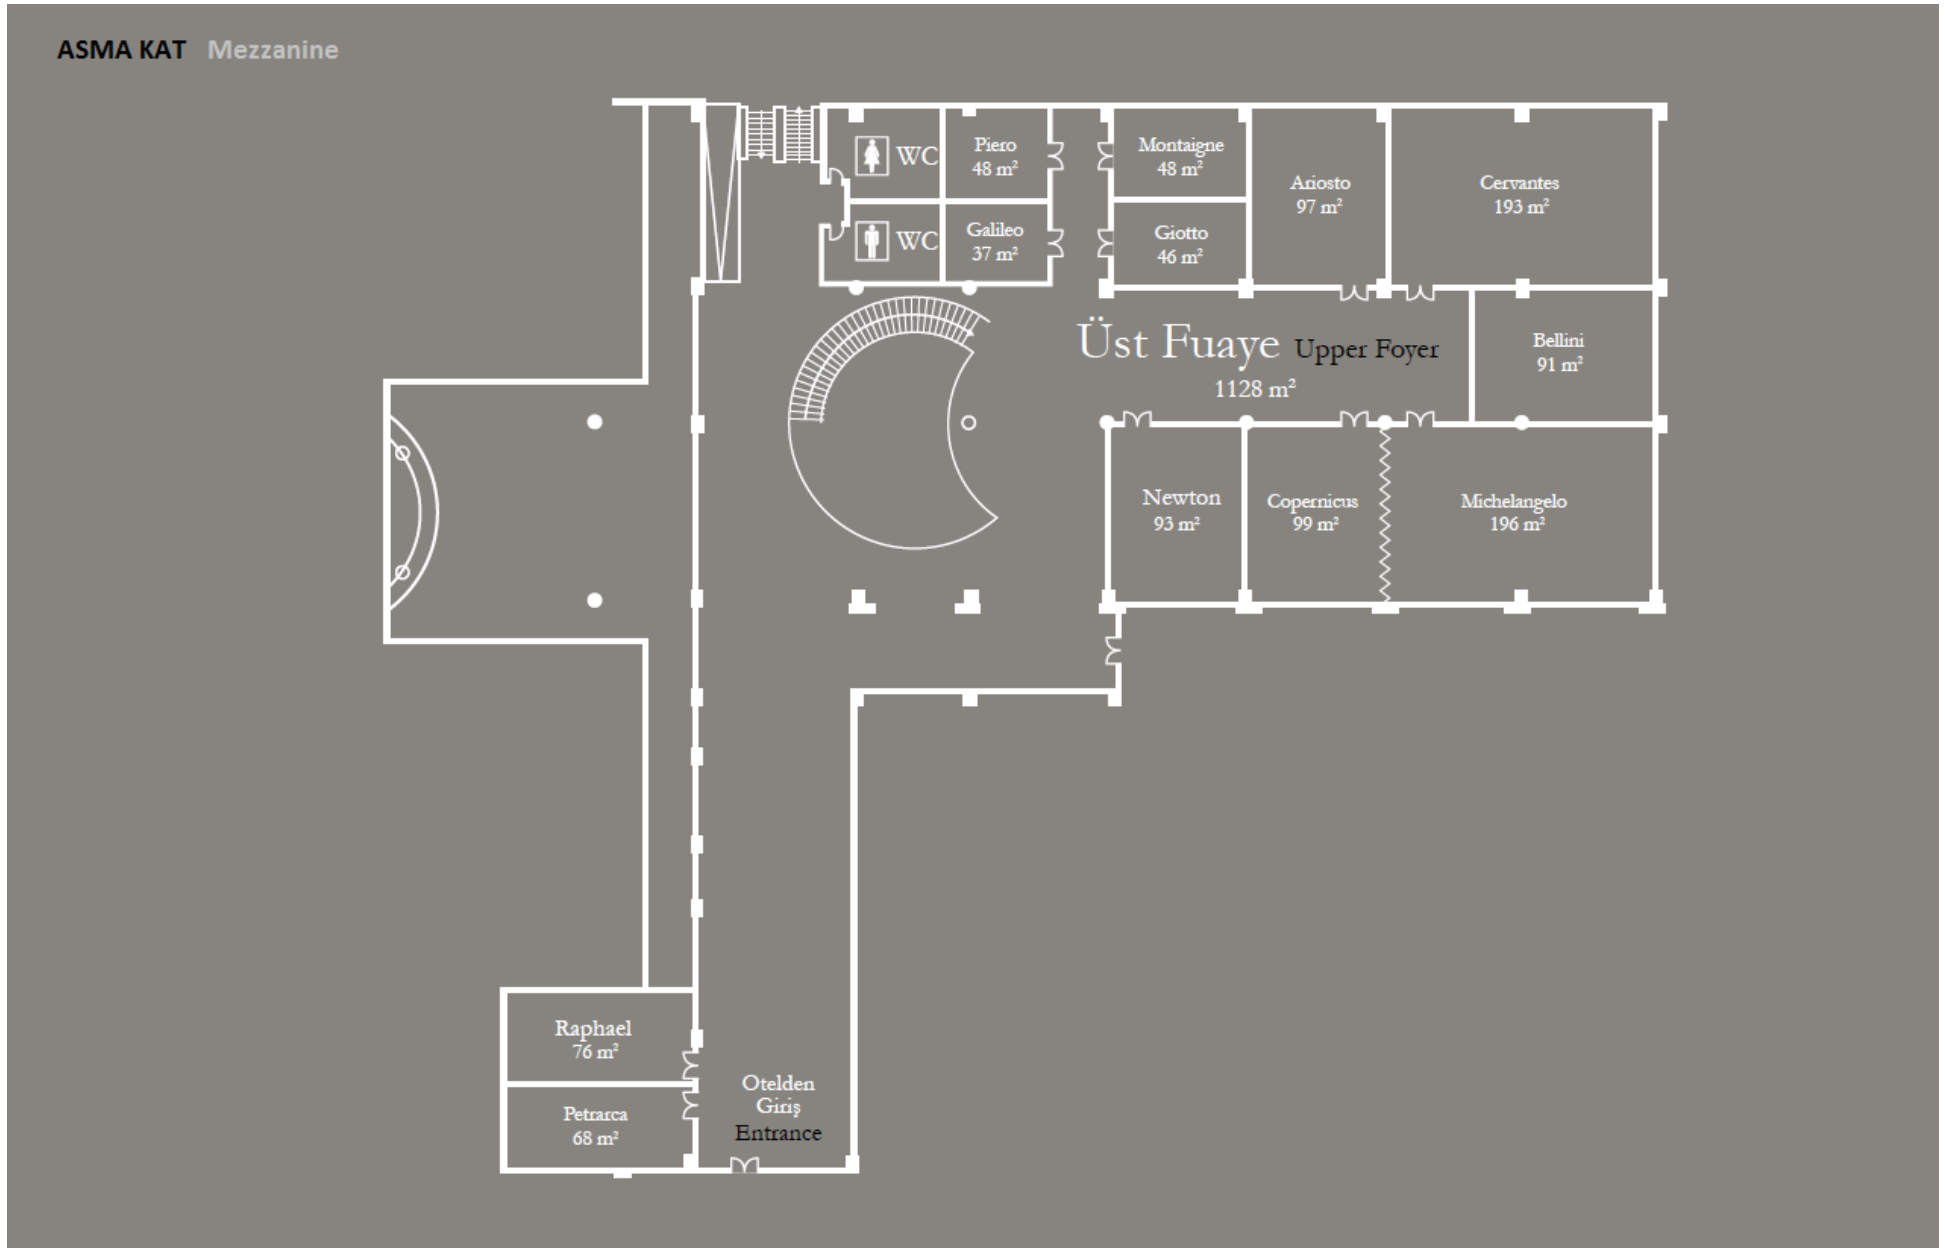 ASMA KAT Mezzanine
WC
Piero
48 m²
Montaigne
48 m²
Ariosto
97 m²
Cervantes
193 m²
WC
Galileo
37 m²
Giotto
46 m²
Üst Fuaye Upper Foyer
1128 m²
Bellini
91 m²
Newton
93 m²
Copernicus
99 m²
Michelangelo
196 m²
Raphael
76 m²
Petrarca
68 m²
Otelden
Giriş
Entrance